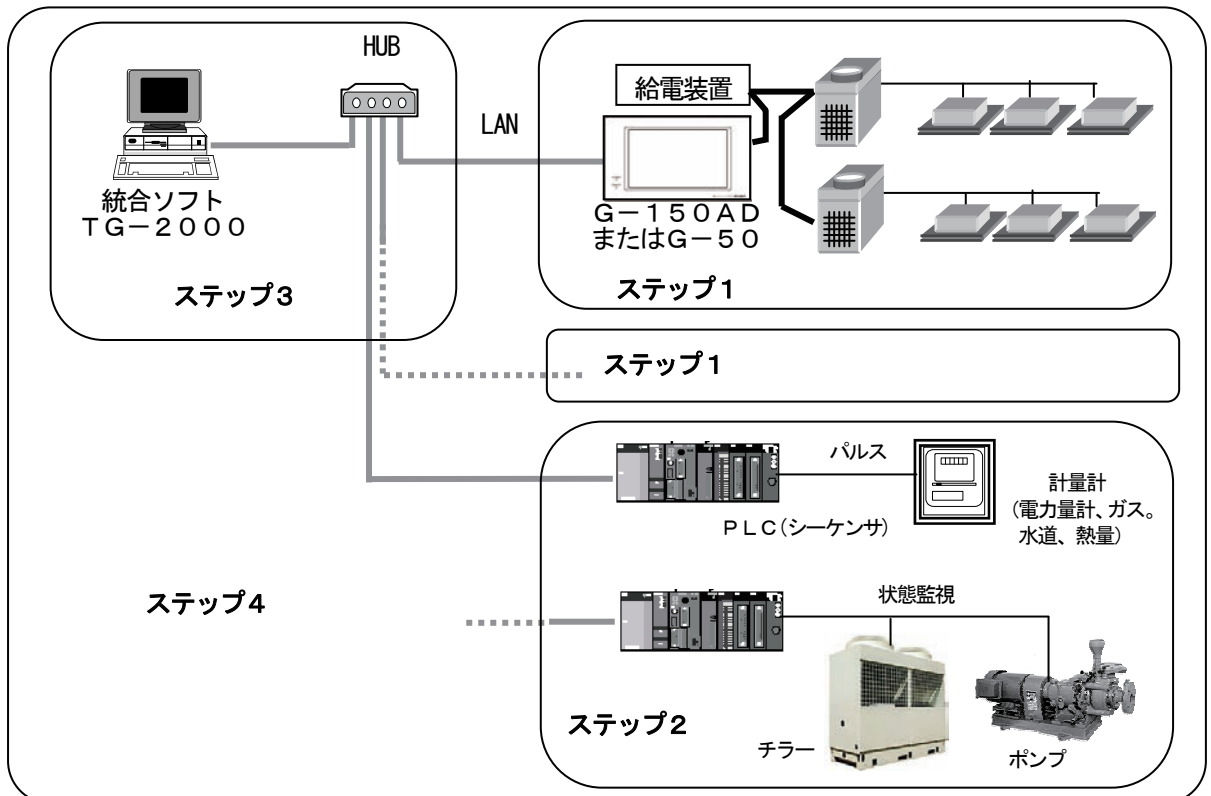 HUB
統合ソフト
TG－2000
ステップ3
LAN
給電装置
G－150AD
またはG－50
ステップ1
ステップ1
パルス
計量計
(電力量計、ガス。
水道、熱量)
PLC(シーケンサ)
ステップ4
状態監視
ステップ2
チラー
ポンプ